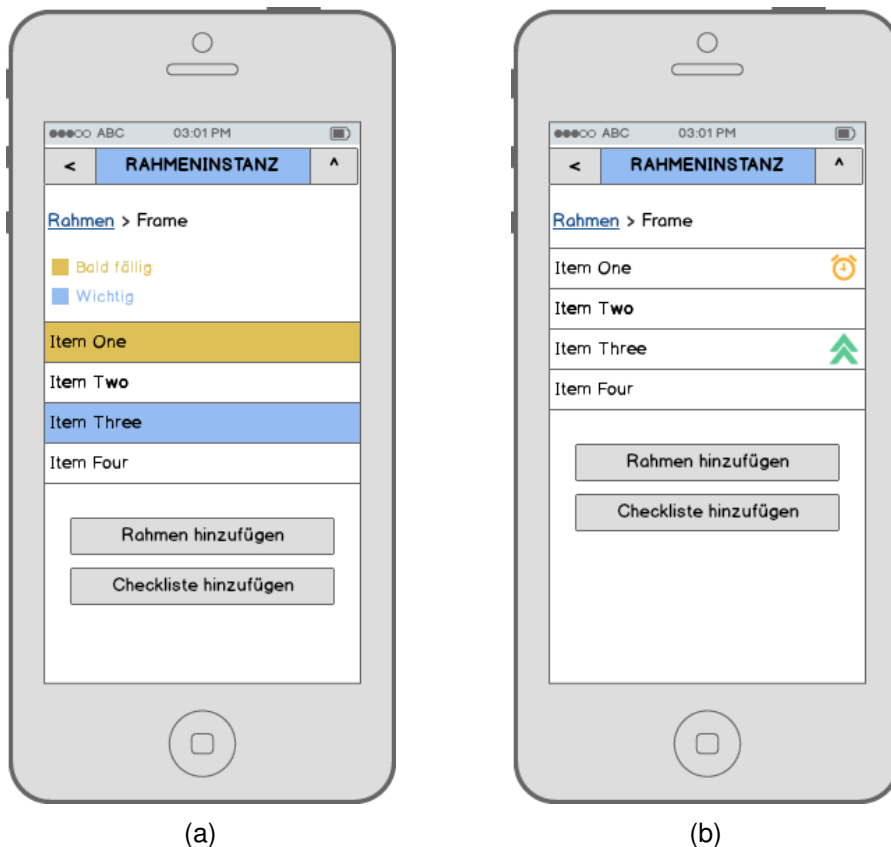 ABC 03:01 PM
< RAHMENINSTANZ ^
Rahmen > Frame
Bald fällig
Wichtig
Item One
Item Two
Item Three
Item Four
Rahmen hinzufügen
Checkliste hinzufügen
(a)
ABC 03:01 PM
< RAHMENINSTANZ ^
Rahmen > Frame
Item One
Item Two
Item Three
Item Four
Rahmen hinzufügen
Checkliste hinzufügen
(b)